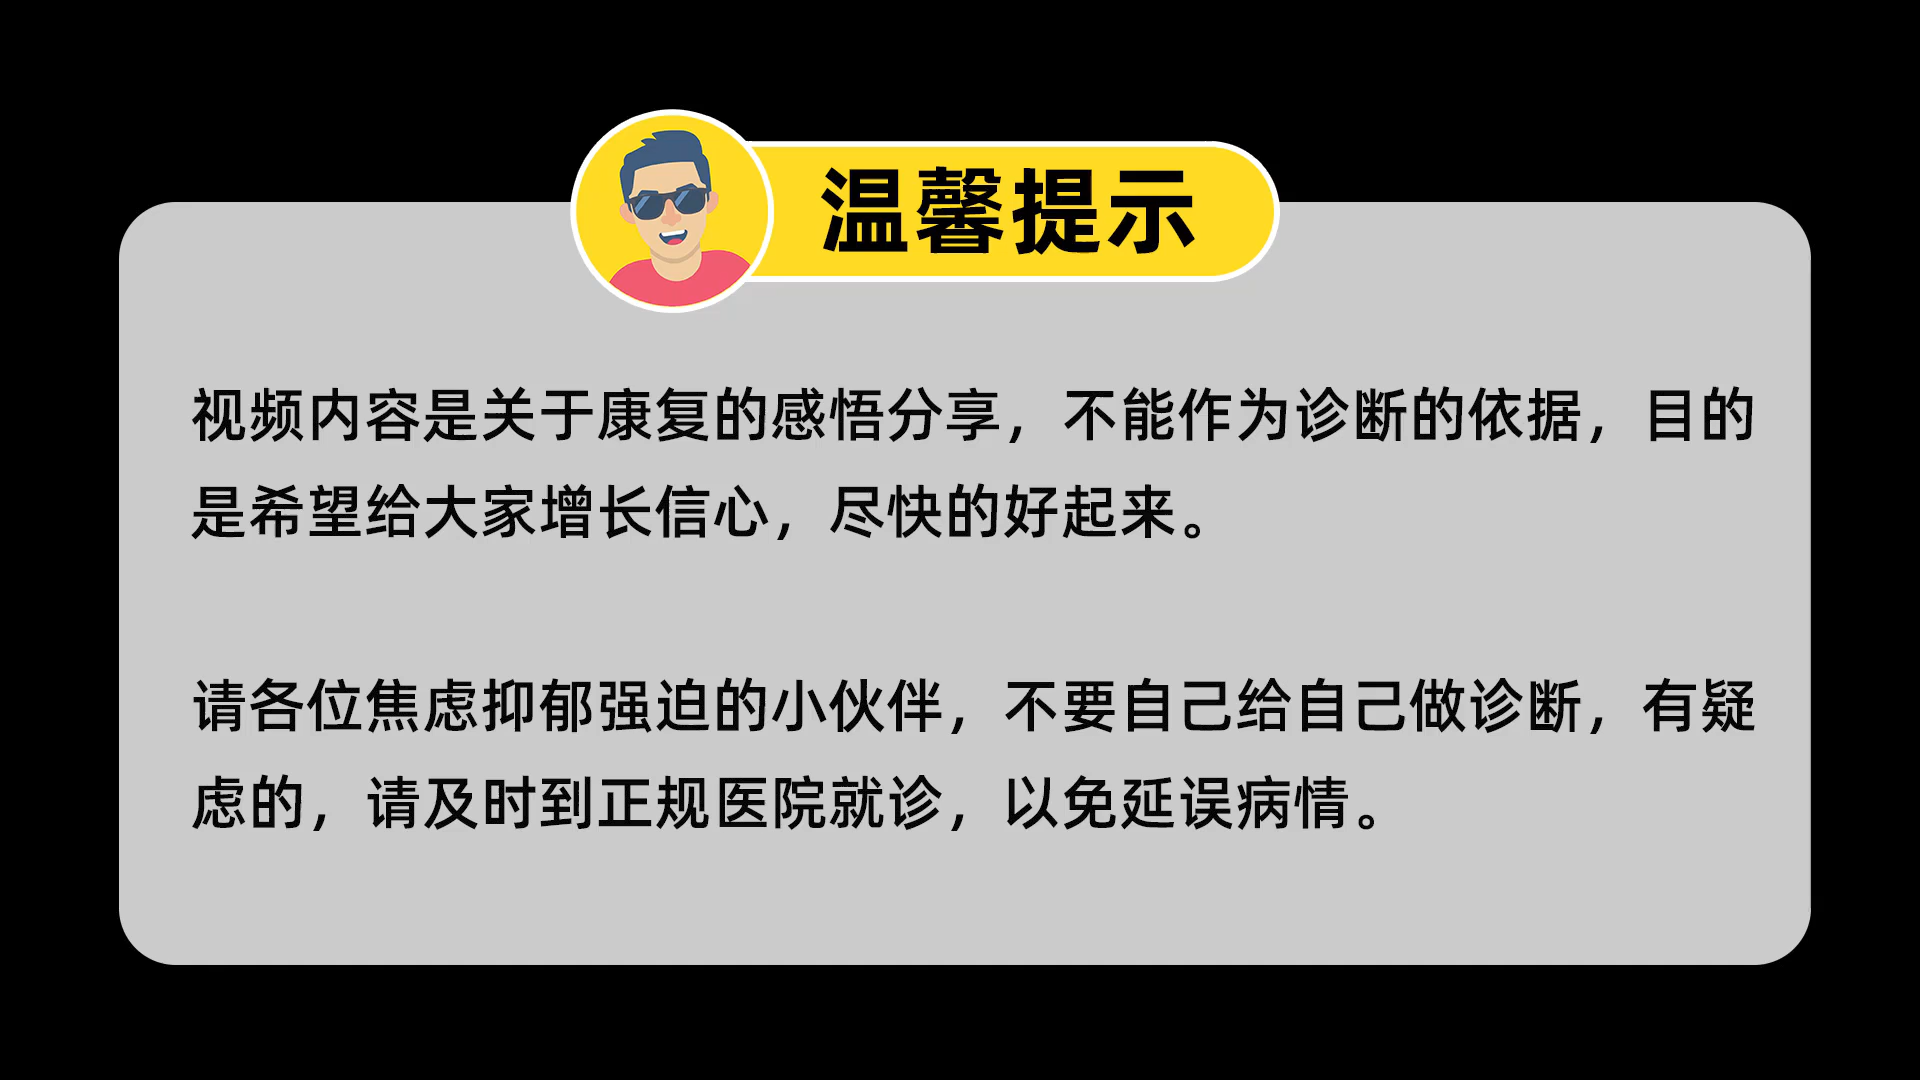 温馨提示
视频内容是关于康复的感悟分享，不能作为诊断的依据，目的
是希望给大家增长信心，尽快的好起来。
请各位焦虑抑郁强迫的小伙伴，不要自己给自己做诊断，有疑
虑的，请及时到正规医院就诊，以免延误病情。